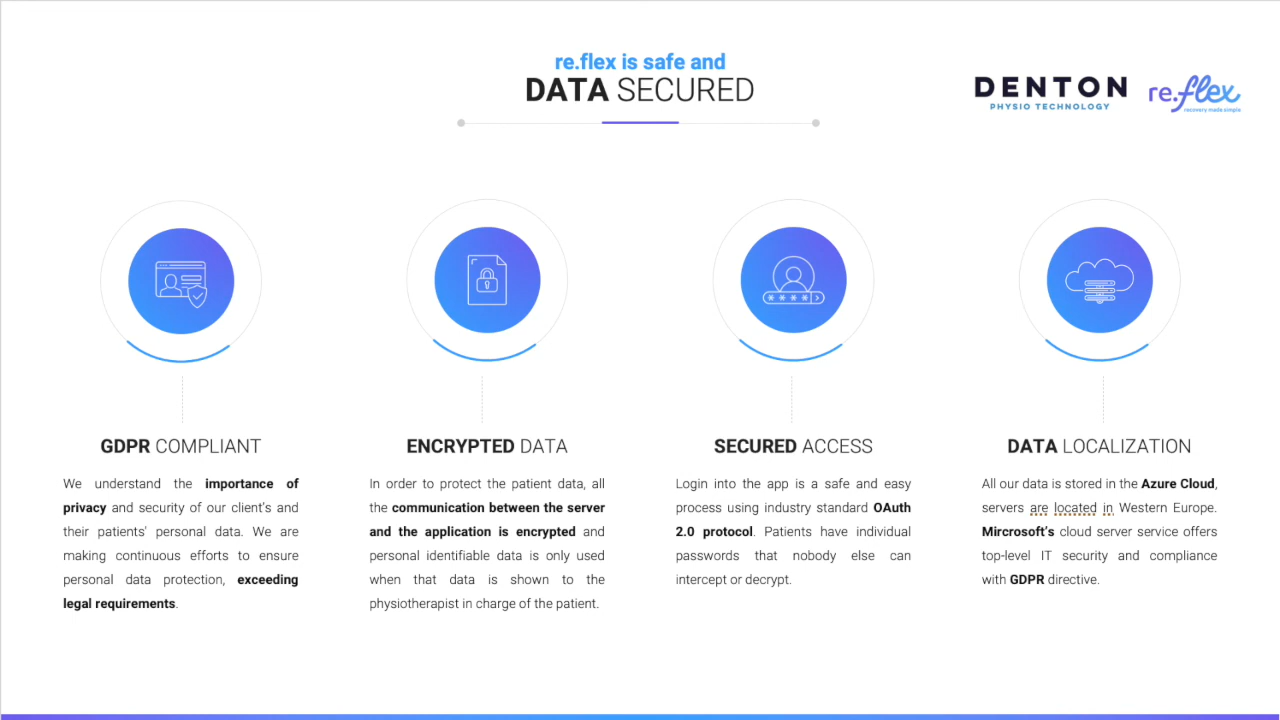 re.flex is safe and
DATA SECURED
DENTON
PHYSIO TECHNOLOGY
re.flex
recovery made simple
GDPR COMPLIANT
We understand the importance of
privacy and security of our client's and
their patients' personal data. We are
making continuous efforts to ensure
personal data protection, exceeding
legal requirements.
ENCRYPTED DATA
In order to protect the patient data, all
the communication between the server
and the application is encrypted and
personal identifiable data is only used
when that data is shown to the
physiotherapist in charge of the patient.
SECURED ACCESS
Login into the app is a safe and easy
process using industry standard OAuth
2.0 protocol. Patients have individual
passwords that nobody else can
intercept or decrypt.
DATA LOCALIZATION
All our data is stored in the Azure Cloud,
servers are located in Western Europe.
Mircrosoft's cloud server service offers
top-level IT security and compliance
with GDPR directive.